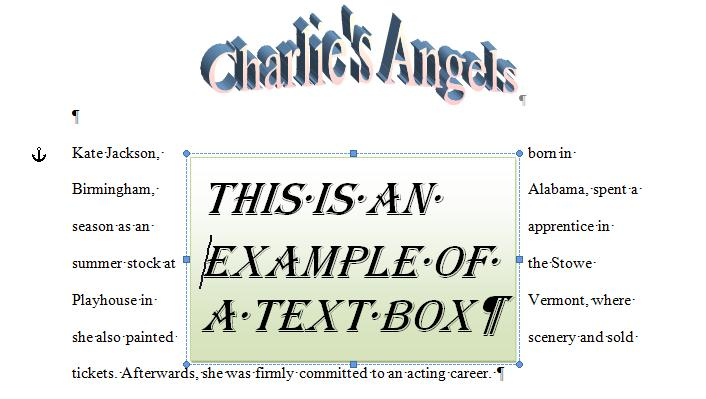 Charlie's Angels
Kate Jackson, born in
Birmingham, Alabama, spent a
season as an apprentice in
summer stock at the Stowe
Playhouse in Vermont, where
she also painted scenery and sold
tickets. Afterwards, she was firmly committed to an acting career.
THIS IS AN
EXAMPLE OF
A TEXT BOX